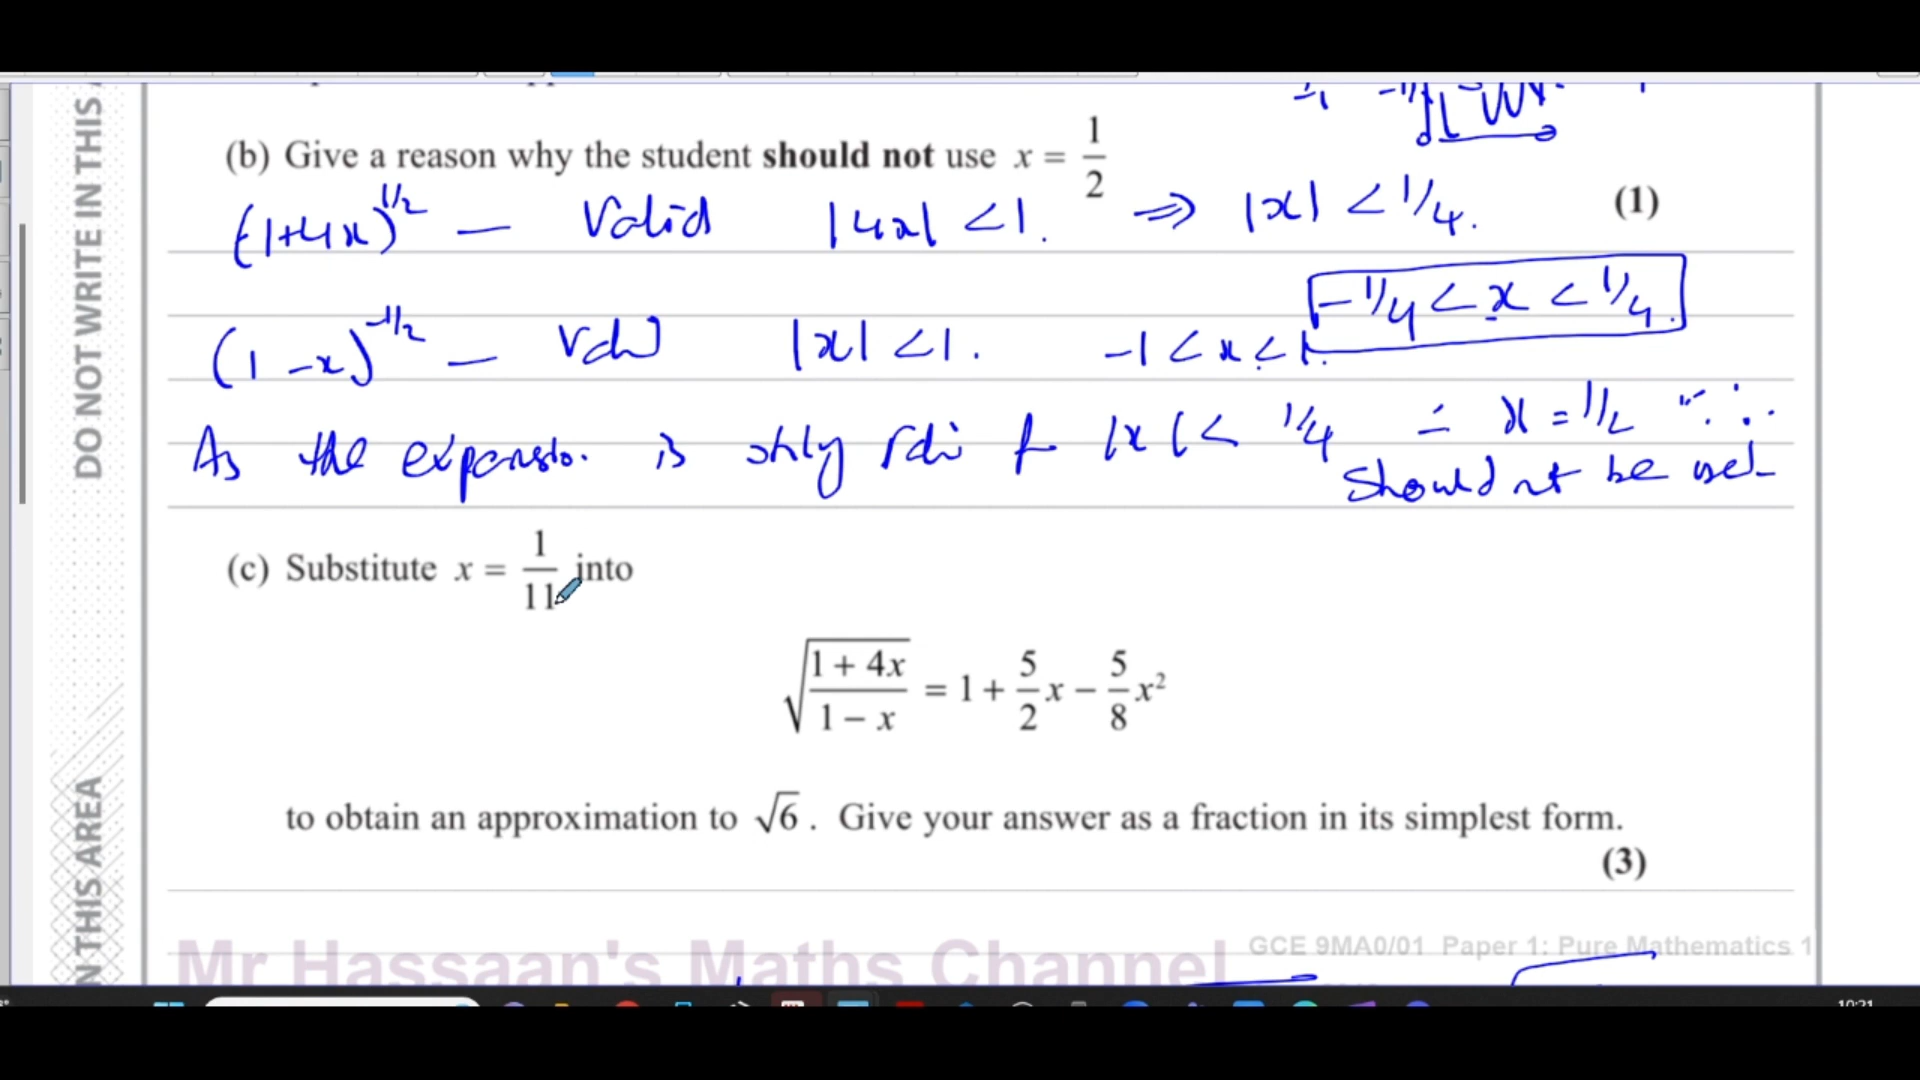 DO NOT WRITE IN THIS
(b) Give a reason why the student should not use x = 1/2
(1)
(1+4x)^1/2 — Valid |4x| < 1. ⇒ |x| < 1/4.
-1/4 < x < 1/4.
(1-x)^-1/2 — |x| < 1. -1 < x < 1.
As the expansion is only for |x| < 1/4 ∴ x = 1/2
should not be used
(c) Substitute x = 1/11 into
√((1 + 4x)/(1 − x)) = 1 + 5/2 x − 5/8 x²
to obtain an approximation to √6 . Give your answer as a fraction in its simplest form.
(3)
N THIS AREA
Mr Hassaan's Maths Channel
GCE 9MA0/01 Paper 1: Pure Mathematics 1